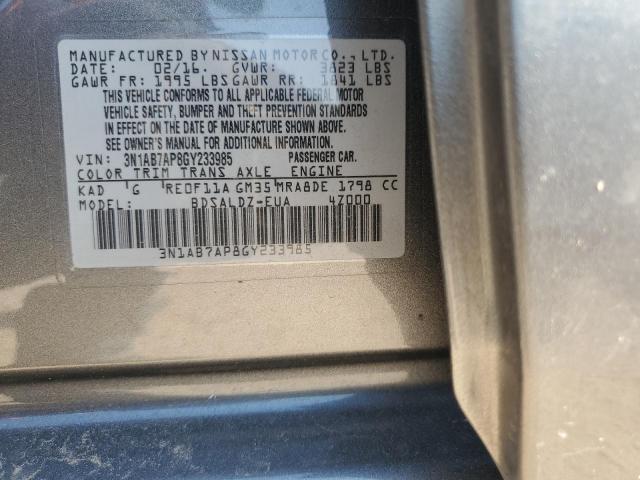 MANUFACTURED BY NISSAN MOTOR CO., LTD.
DATE: 02/16 GVWR: 3823 LBS
GAWR FR: 1995 LBS GAWR RR: 1841 LBS
THIS VEHICLE CONFORMS TO ALL APPLICABLE FEDERAL MOTOR
VEHICLE SAFETY, BUMPER AND THEFT PREVENTION STANDARDS
IN EFFECT ON THE DATE OF MANUFACTURE SHOWN ABOVE.
SEE OWNER'S MANUAL FOR ADDITIONAL INFORMATION.
VIN: 3N1AB7AP8GY233985 PASSENGER CAR.
COLOR TRIM TRANS AXLE ENGINE
KAD G RE0F11A GM35 MRA8DE 1798 CC
MODEL: BDSALDZ-EUA 4Z000
3N1AB7AP8GY233985